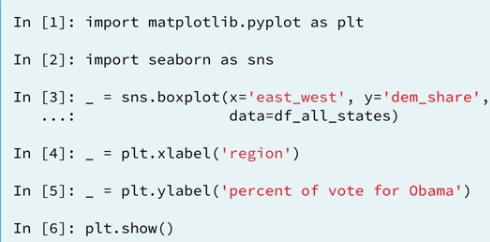 In [1]: import matplotlib.pyplot as plt
In [2]: import seaborn as sns
In [3]: _ = sns.boxplot(x='east_west', y='dem_share',
   ...:                 data=df_all_states)
In [4]: _ = plt.xlabel('region')
In [5]: _ = plt.ylabel('percent of vote for Obama')
In [6]: plt.show()